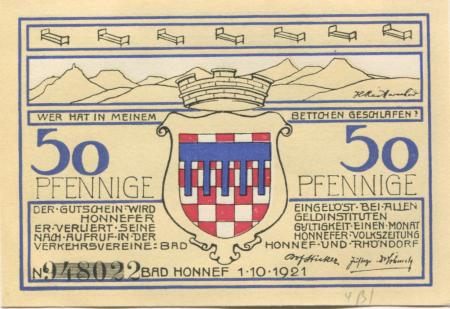 WER HAT IN MEINEM BETTCHEN GESCHLAFEN?
50 50
PFENNIGE PFENNIGE
DER GUTSCHEIN WIRD EINGELÖST BEI ALLEN
HONNEFER GELDINSTITUTEN
ER VERLIERT SEINE GÜLTIGKEIT EINEN MONAT
NACH AUFRUF IN DER HONNEFER VOLKSZEITUNG
VERKEHRSVEREINE: BAD HONNEF UND RHÖNDORF
No 948022 BAD HONNEF 1·10·1921